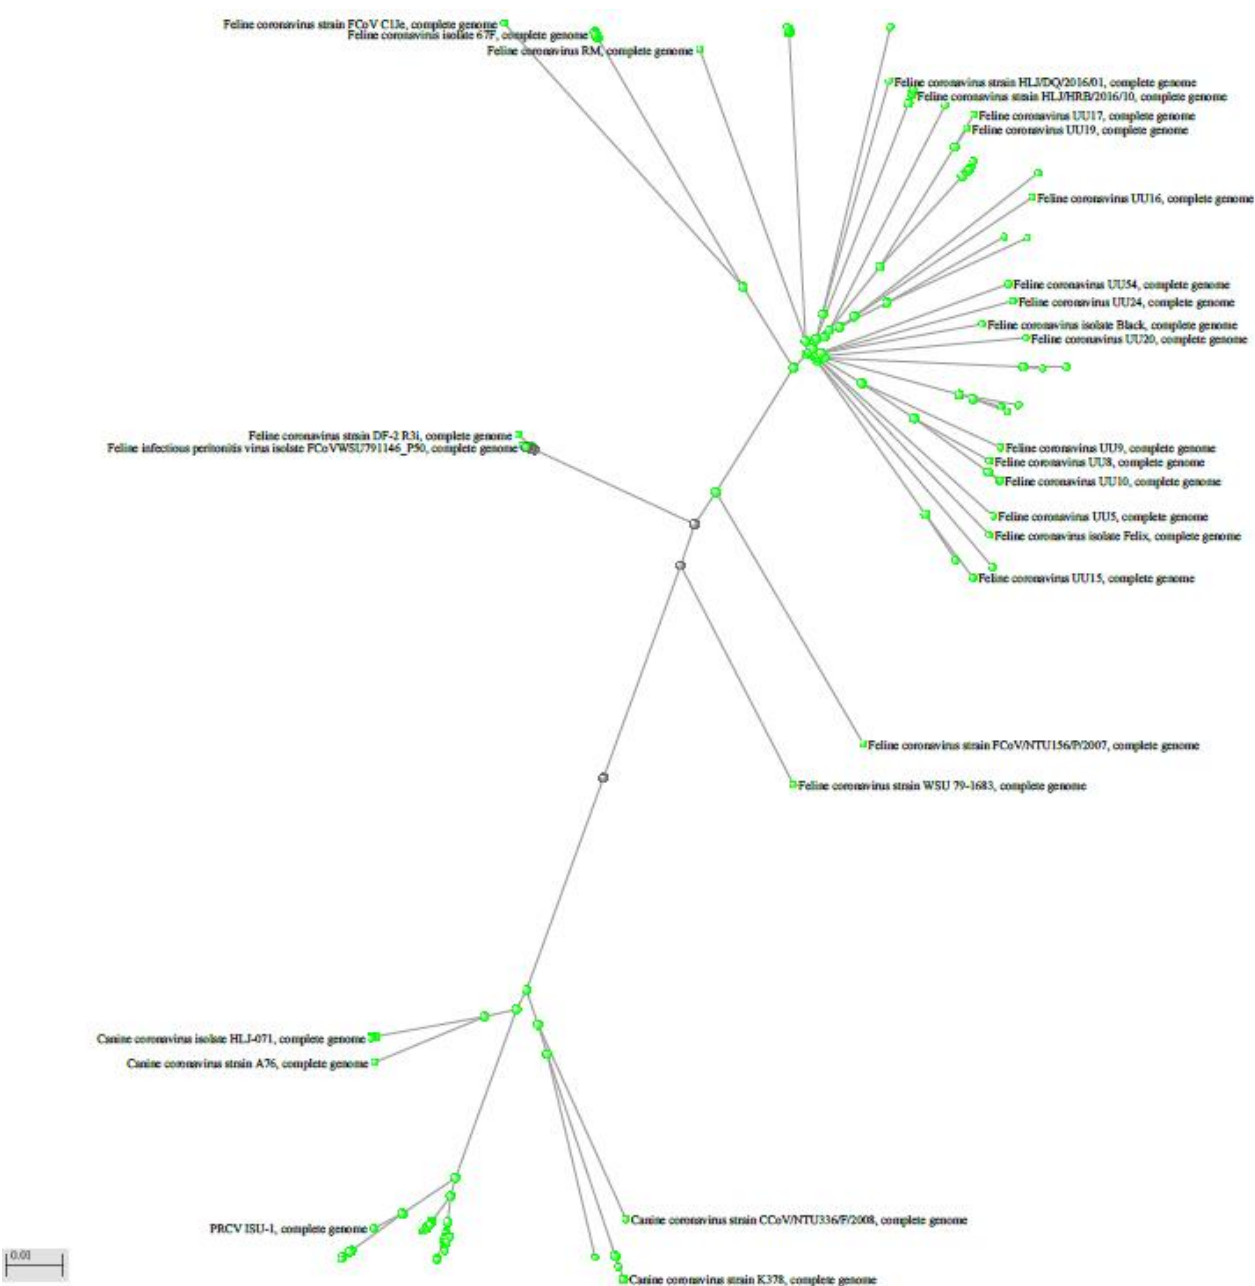 Feline coronavirus strain FCoV C1Je, complete genome
Feline coronavirus isolate 67F, complete genome
Feline coronavirus RM, complete genome
Feline coronavirus strain HLJ/DQ/2016/01, complete genome
Feline coronavirus strain HLJ/HRB/2016/10, complete genome
Feline coronavirus UU17, complete genome
Feline coronavirus UU19, complete genome
Feline coronavirus UU16, complete genome
Feline coronavirus UU54, complete genome
Feline coronavirus UU24, complete genome
Feline coronavirus isolate Black, complete genome
Feline coronavirus UU20, complete genome
Feline coronavirus strain DF-2 R3i, complete genome
Feline infectious peritonitis virus isolate FCoVWSU791146_P50, complete genome
Feline coronavirus UU9, complete genome
Feline coronavirus UU8, complete genome
Feline coronavirus UU10, complete genome
Feline coronavirus UU5, complete genome
Feline coronavirus isolate Felix, complete genome
Feline coronavirus UU15, complete genome
Feline coronavirus strain FCoV/NTU156/P/2007, complete genome
Feline coronavirus strain WSU 79-1683, complete genome
Canine coronavirus isolate HLJ-071, complete genome
Canine coronavirus strain A76, complete genome
PRCV ISU-1, complete genome
Canine coronavirus strain CCoV/NTU336/F/2008, complete genome
0.01
Canine coronavirus strain K378, complete genome